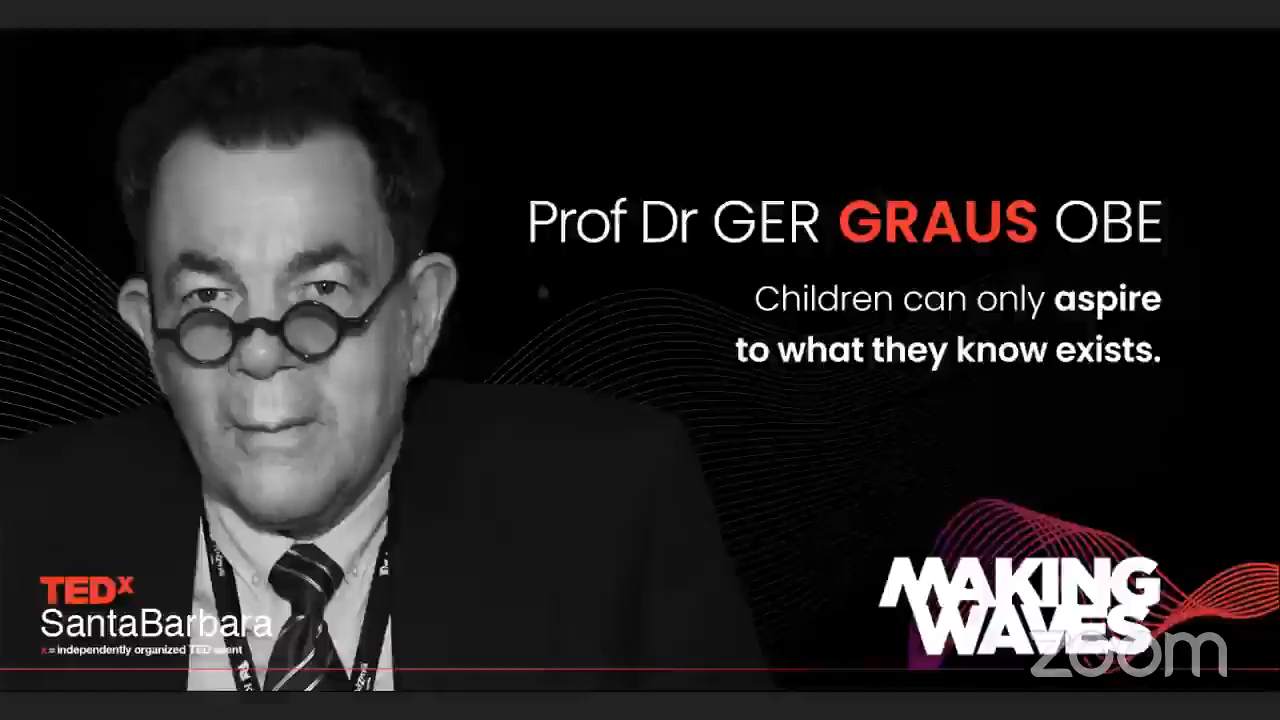 Prof Dr GER GRAUS OBE
Children can only aspire
to what they know exists.
TEDx
SantaBarbara
x = independently organized TED event
MAKING
WAVES
zoom